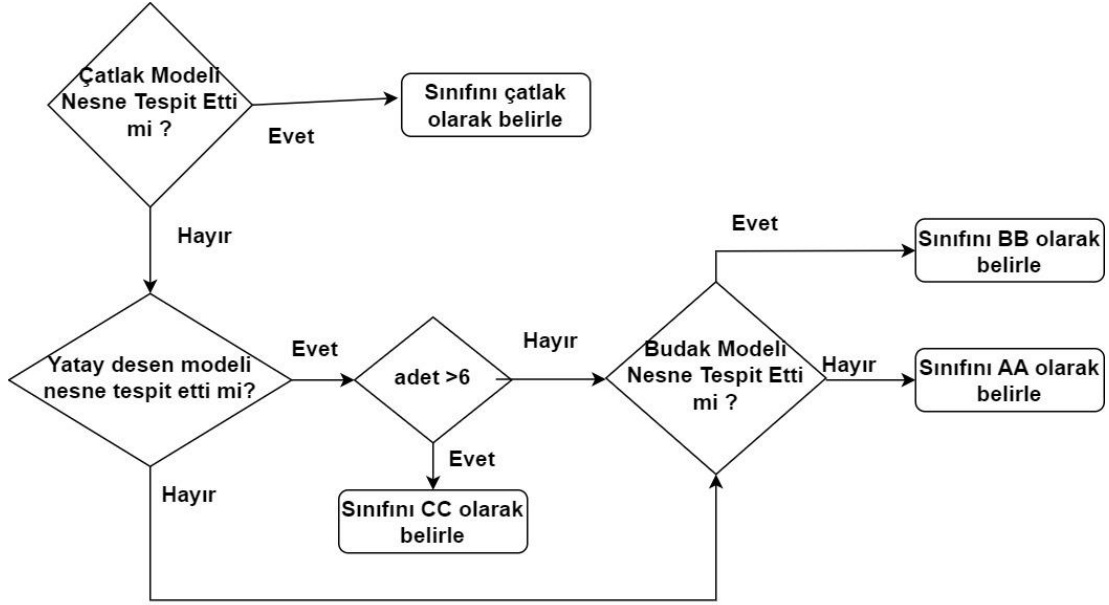 Çatlak Modeli
Nesne Tespit Etti
mi ?
Evet
Sınıfını çatlak
olarak belirle
Hayır
Yatay desen modeli
nesne tespit etti mi?
Evet
adet >6
Hayır
Evet
Sınıfını CC olarak
belirle
Hayır
Budak Modeli
Nesne Tespit Etti
mi ?
Evet
Sınıfını BB olarak
belirle
Hayır
Sınıfını AA olarak
belirle